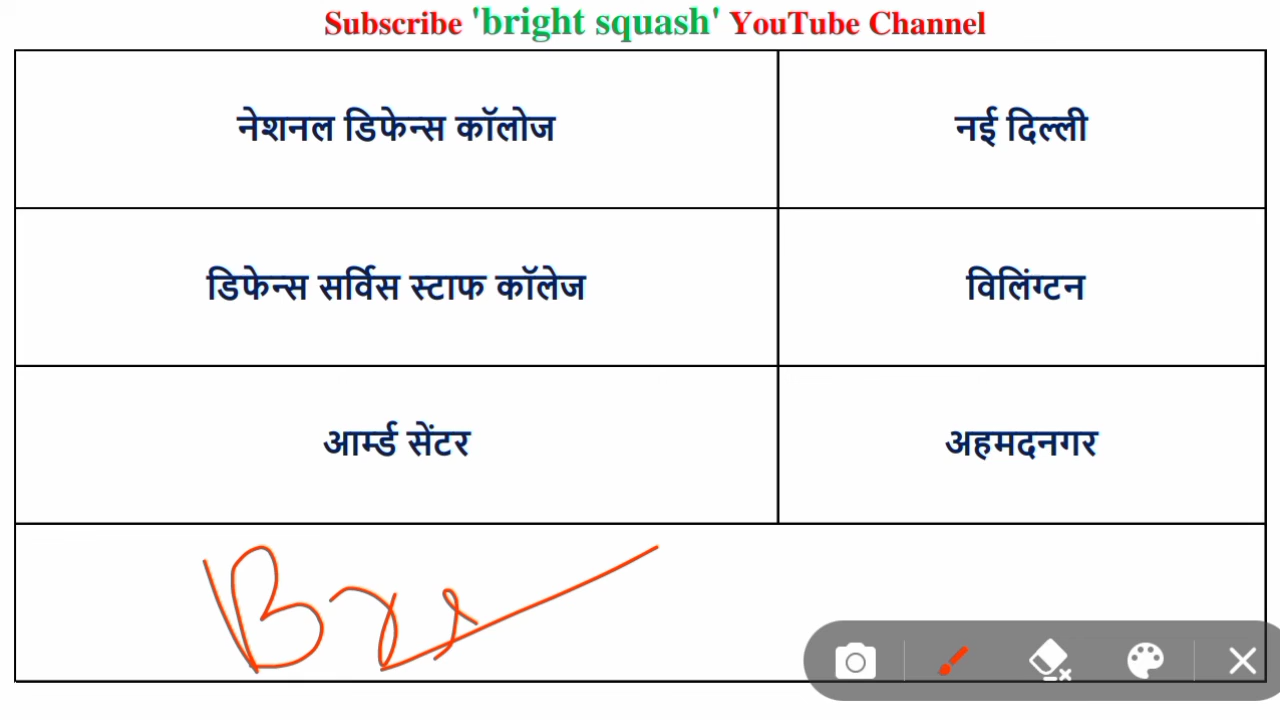 Subscribe 'bright squash' YouTube Channel
नेशनल डिफेन्स कॉलोज
नई दिल्ली
डिफेन्स सर्विस स्टाफ कॉलेज
विलिंग्टन
आर्म्ड सेंटर
अहमदनगर